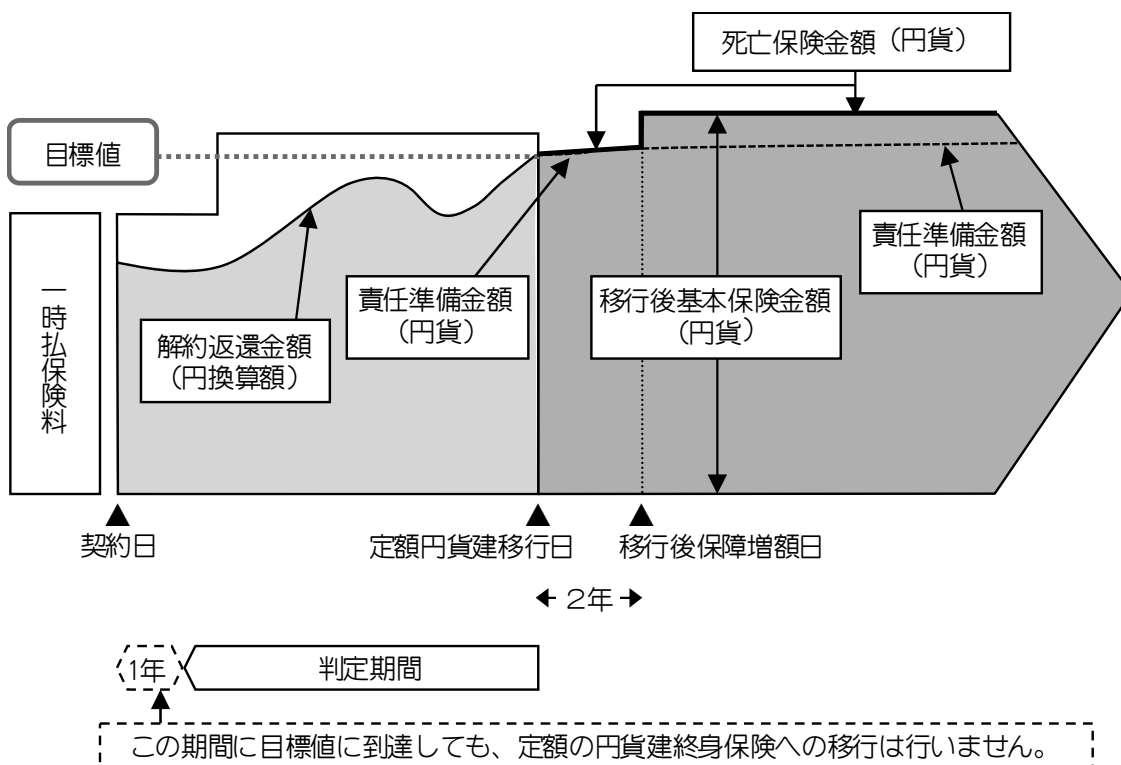 死亡保険金額（円貨）
目標値
一時払保険料
解約返還金額
（円換算額）
責任準備金額
（円貨）
移行後基本保険金額
（円貨）
責任準備金額
（円貨）
契約日
定額円貨建移行日
移行後保障増額日
2年
1年
判定期間
この期間に目標値に到達しても、定額の円貨建終身保険への移行は行いません。